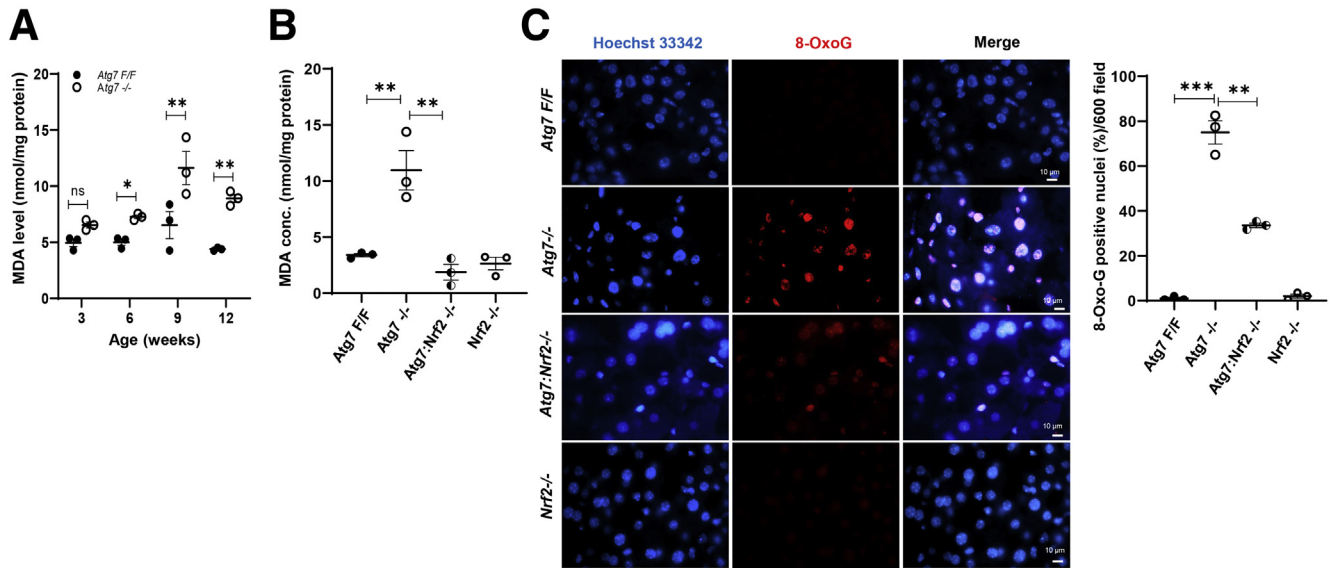 A
Atg7 F/F
Atg7 -/-
MDA level (nmol/mg protein)
20
15
10
5
0
ns
*
**
**
3 6 9 12
Age (weeks)
B
MDA conc. (nmol/mg protein)
20
15
10
5
0
** **
Atg7 F/F
Atg7 -/-
Atg7:Nrf2 -/-
Nrf2 -/-
C
Hoechst 33342 8-OxoG Merge
Atg7 F/F
10 µm
Atg7-/-
10 µm
Atg7:Nrf2-/-
10 µm
Nrf2-/-
10 µm
8-Oxo-G positive nuclei (%)/600 field
100
80
60
40
20
0
*** **
Atg7 F/F
Atg7 -/-
Atg7:Nrf2 -/-
Nrf2 -/-